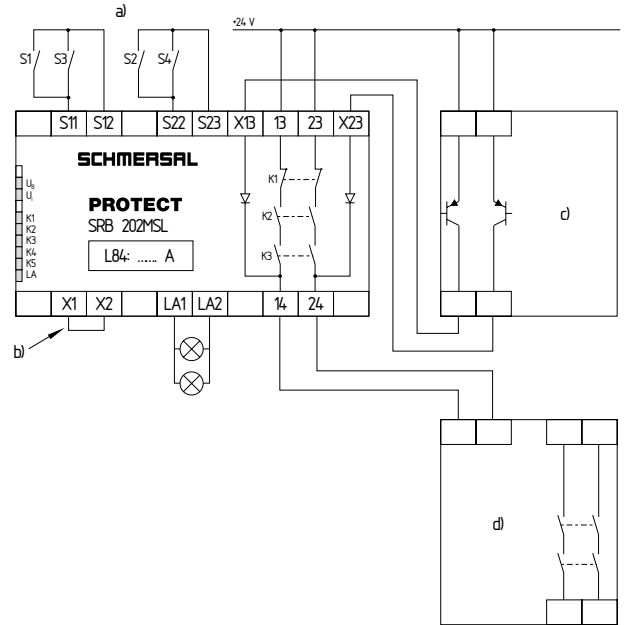 a)
+24 V
S1 S3 S2 S4
S11 S12 S22 S23 X13 13 23 X23
SCHMERSAL
PROTECT
SRB 202MSL
L84: ...... A
UB
Ui
K1
K2
K3
K4
K5
LA
K1
K2
K3
c)
X1 X2 LA1 LA2 14 24
b)
d)